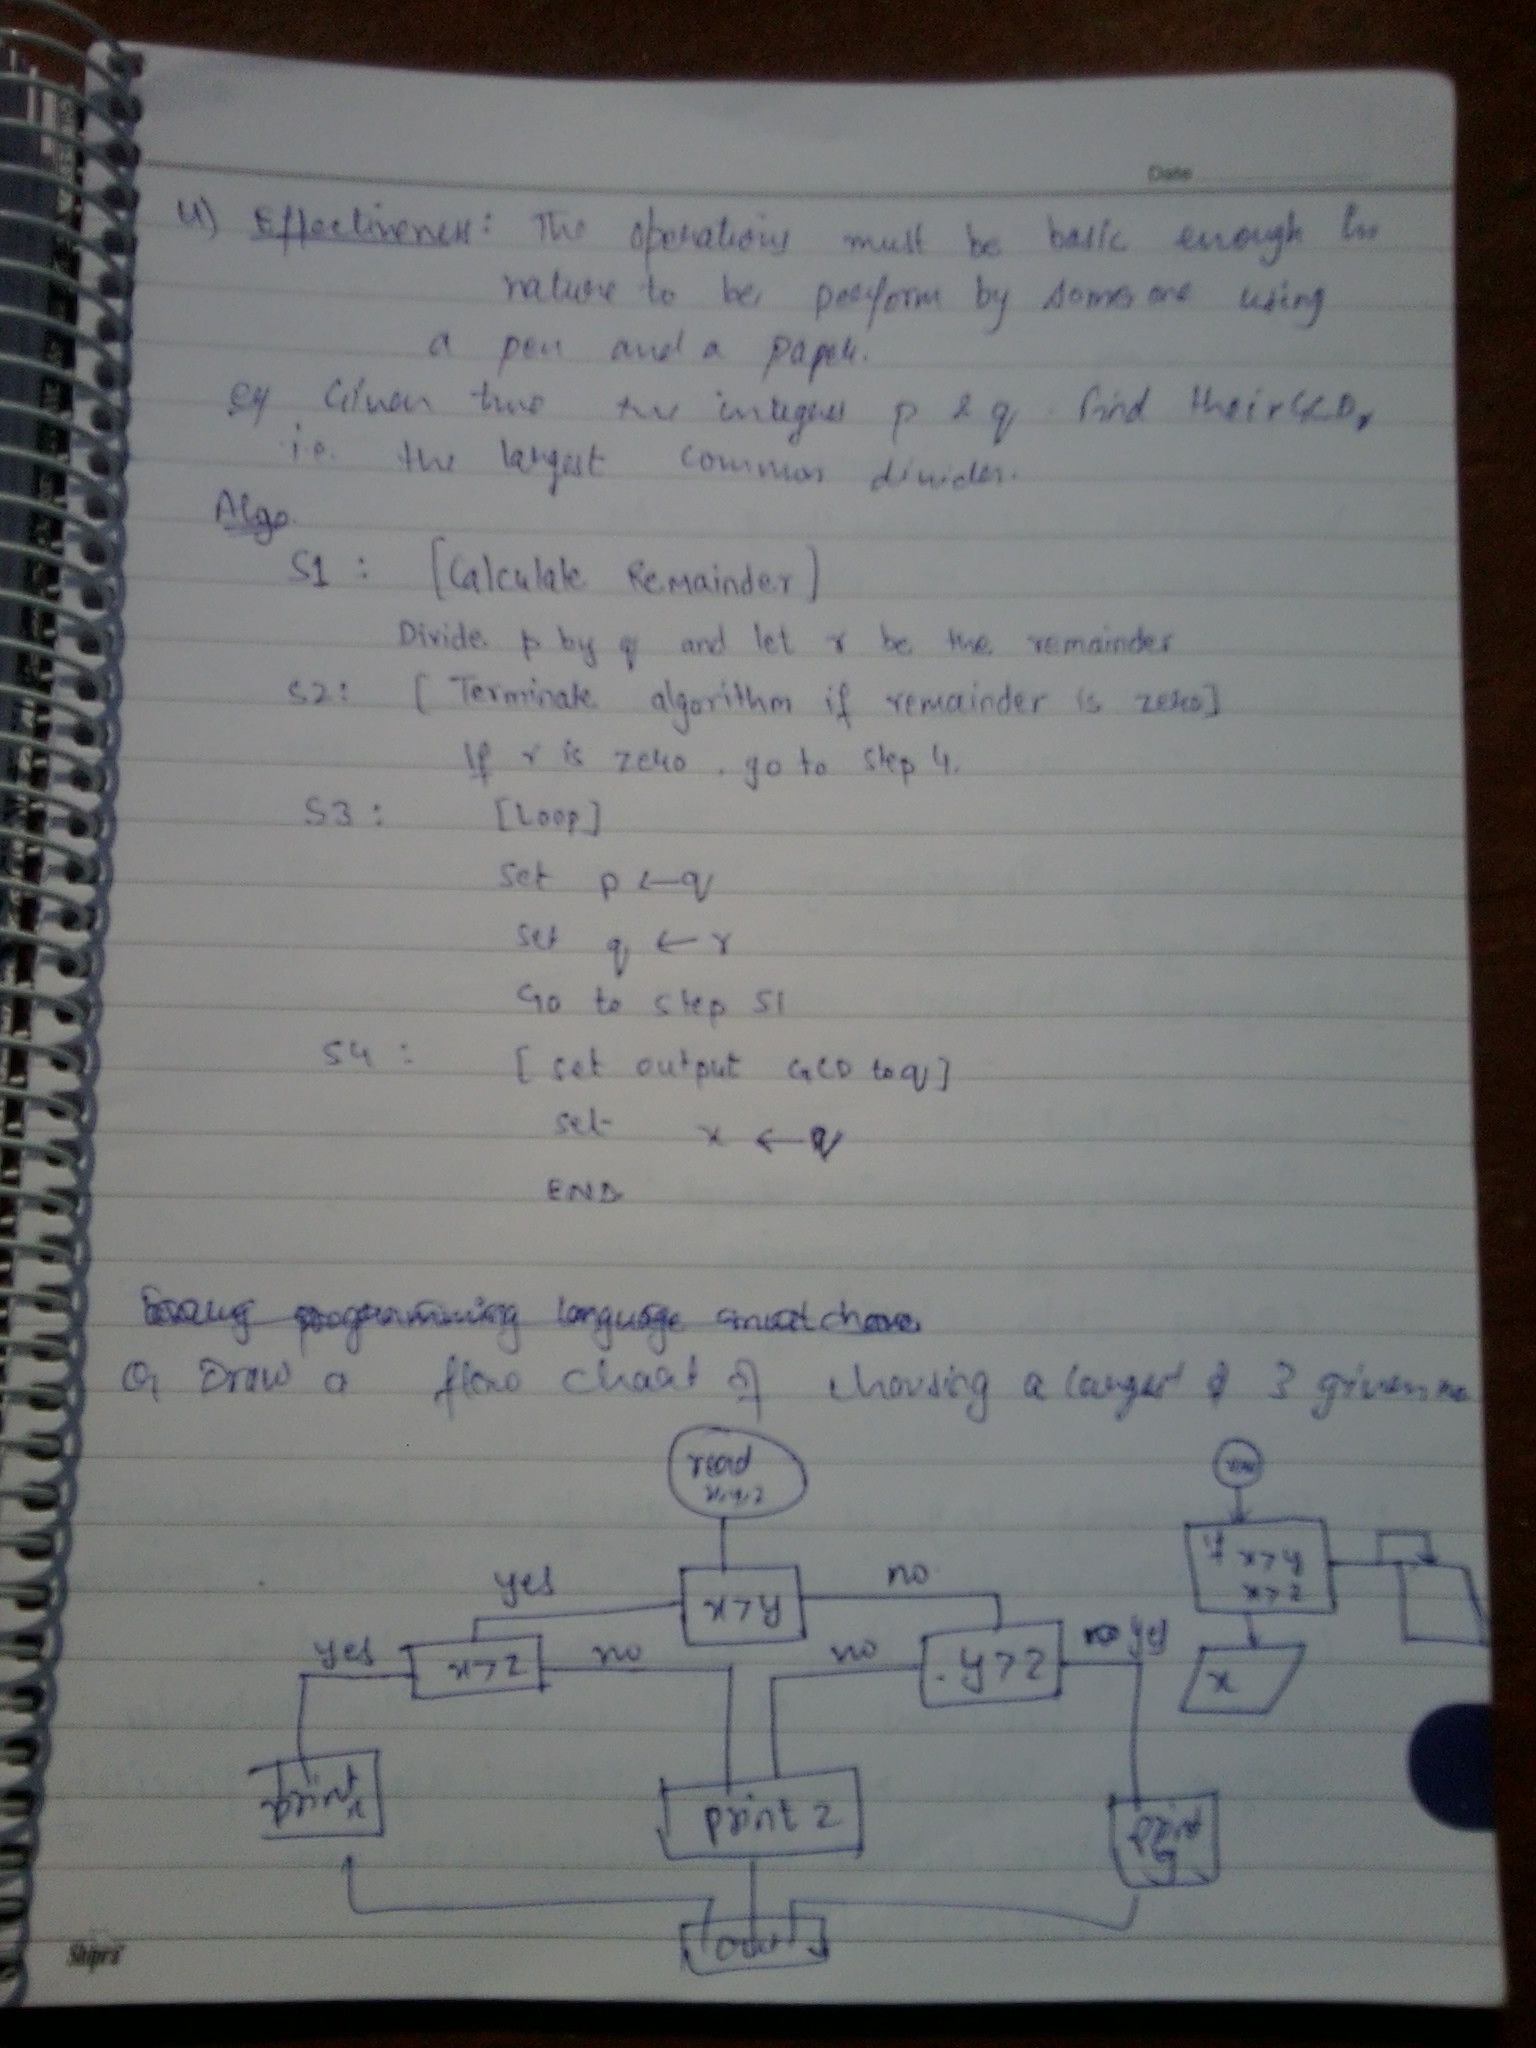 Date
4) Effectiveness: The operations must be basic enough in
nature to be perform by some one using
a pen and a paper.
eg Given two +ve integers p & q find their GCD,
i.e. the largest common divider.
Algo
S1 : [Calculate Remainder]
Divide p by q and let r be the remainder
S2: [ Terminate algorithm if remainder is zero]
If r is zero, go to step 4.
S3 : [Loop]
set p ← q
set q ← r
Go to step S1
S4 : [ set output GCD to q]
set x ← q
END
programming language must have
Q Draw a flow chart of choosing a largest of 3 given no
read
x,y,z
if x>y
x>z
yes
no
x>y
yes
x>z
no
no
y>z
yes
x
print x
print z
print y
out
Shipra